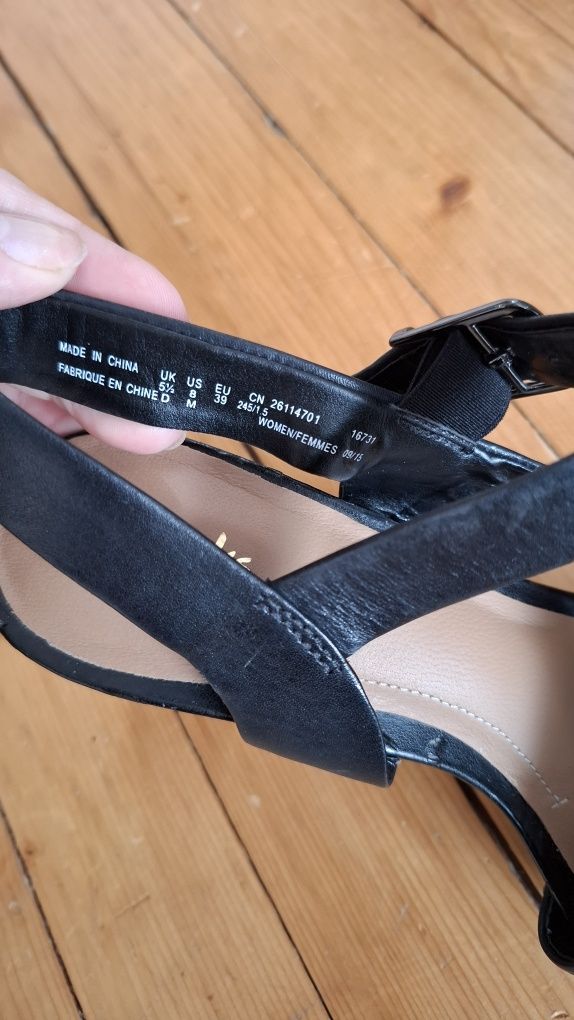 MADE IN CHINA UK US EU CN 26114701 16731
FABRIQUE EN CHINE 5½ 8 39 245/1.5 09/15
D M WOMEN/FEMMES